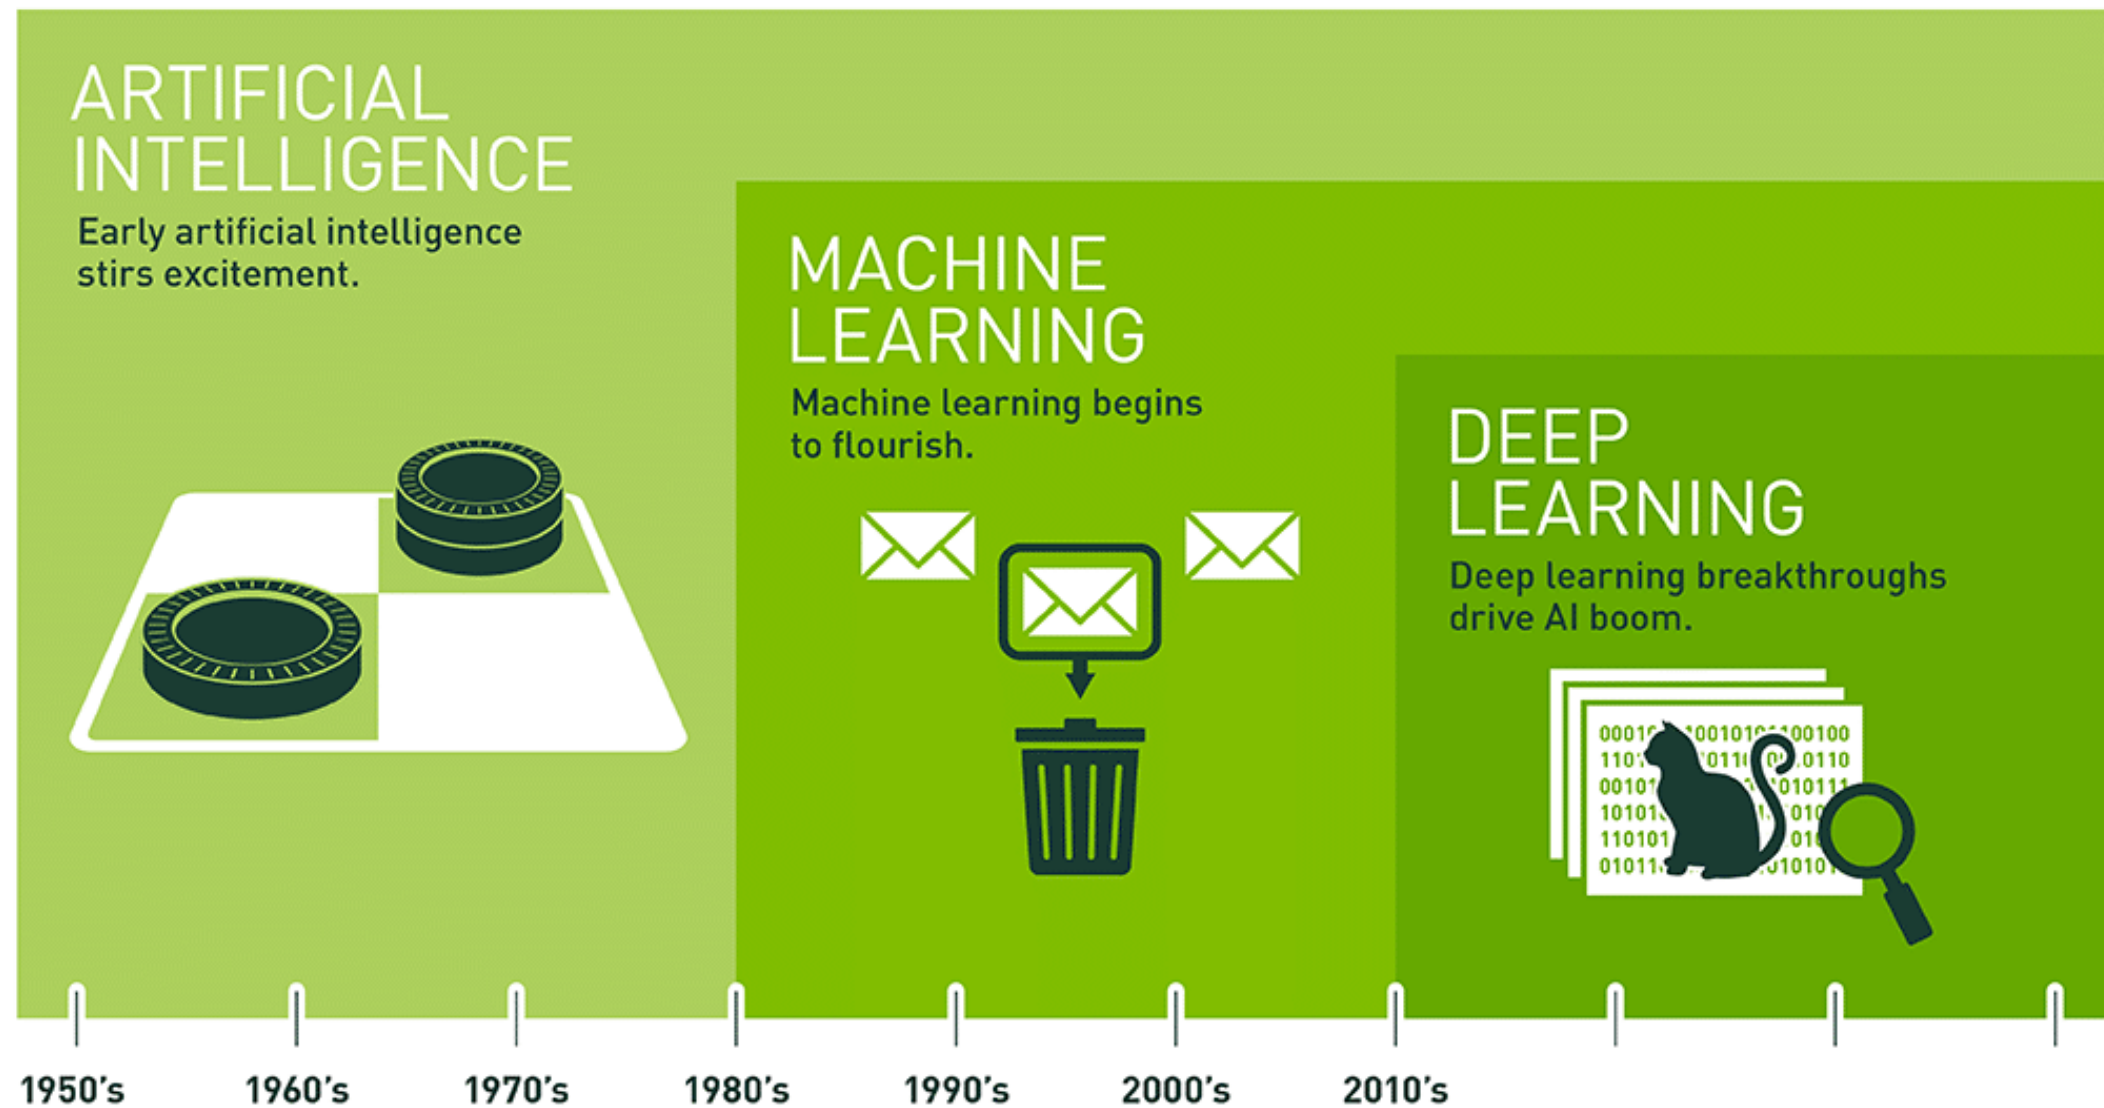 ARTIFICIAL
INTELLIGENCE
Early artificial intelligence
stirs excitement.
MACHINE
LEARNING
Machine learning begins
to flourish.
DEEP
LEARNING
Deep learning breakthroughs
drive AI boom.
1950's
1960's
1970's
1980's
1990's
2000's
2010's